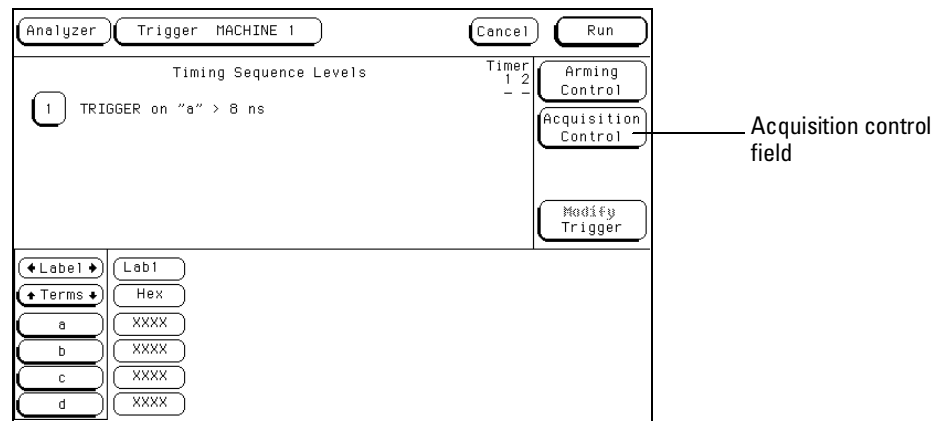 Analyzer Trigger MACHINE 1 Cancel Run
Timing Sequence Levels
Timer
1 2
- -
1 TRIGGER on "a" > 8 ns
Arming
Control
Acquisition
Control
Acquisition control
field
Modify
Trigger
Label Lab1
Terms Hex
a XXXX
b XXXX
c XXXX
d XXXX